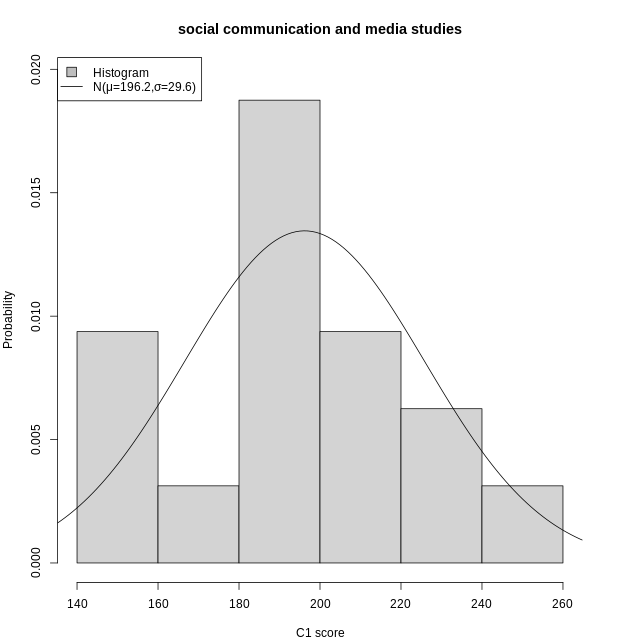 social communication and media studies
Histogram
N(μ=196.2,σ=29.6)
Probability
0.020
0.015
0.010
0.005
0.000
140 160 180 200 220 240 260
C1 score